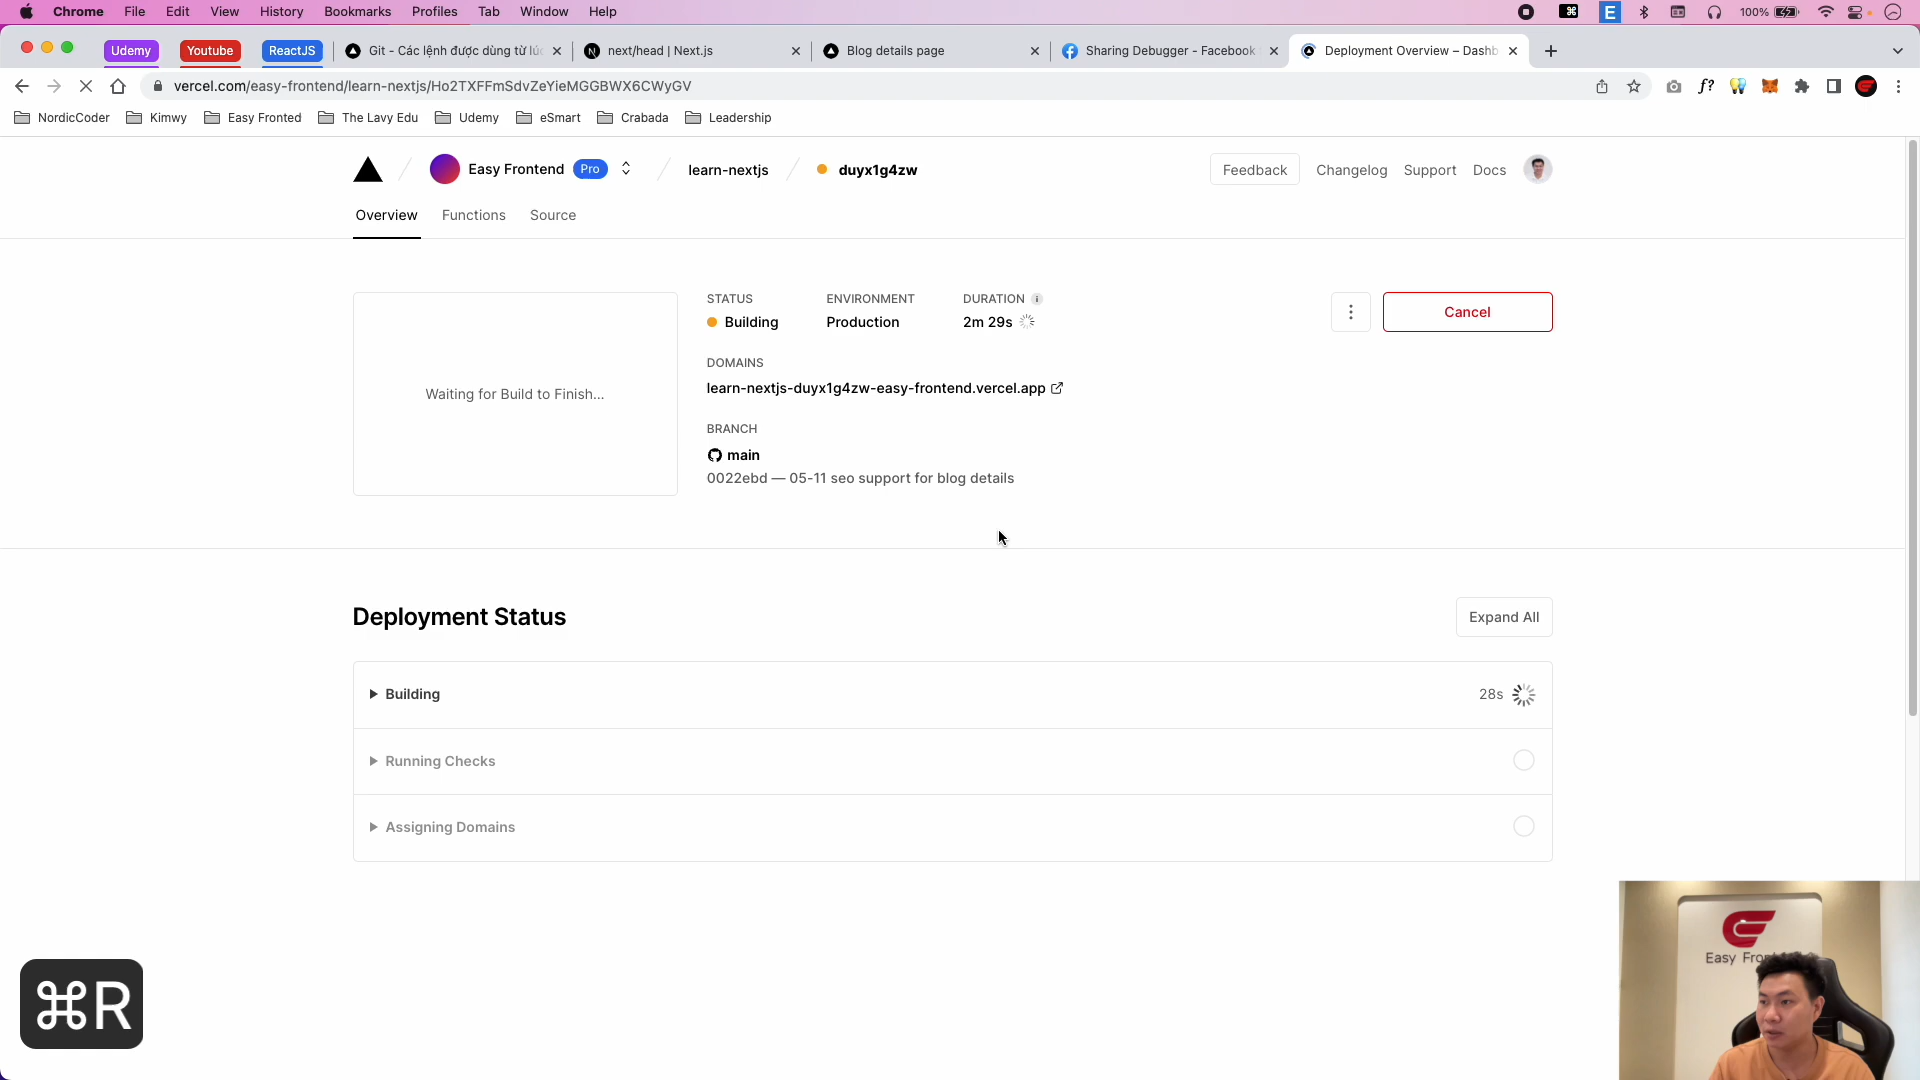 Chrome File Edit View History Bookmarks Profiles Tab Window Help
E 100%
Udemy Youtube ReactJS Git - Các lệnh được dùng từ lúc next/head | Next.js Blog details page Sharing Debugger - Facebook Deployment Overview – Dashb
vercel.com/easy-frontend/learn-nextjs/Ho2TXFFmSdvZeYieMGGBWX6CWyGV
f?
NordicCoder Kimwy Easy Fronted The Lavy Edu Udemy eSmart Crabada Leadership
Easy Frontend Pro learn-nextjs duyx1g4zw Feedback Changelog Support Docs
Overview Functions Source
STATUS ENVIRONMENT DURATION
Building Production 2m 29s
Cancel
DOMAINS
learn-nextjs-duyx1g4zw-easy-frontend.vercel.app
Waiting for Build to Finish...
BRANCH
main
0022ebd — 05-11 seo support for blog details
Deployment Status
Expand All
Building 28s
Running Checks
Assigning Domains
⌘R